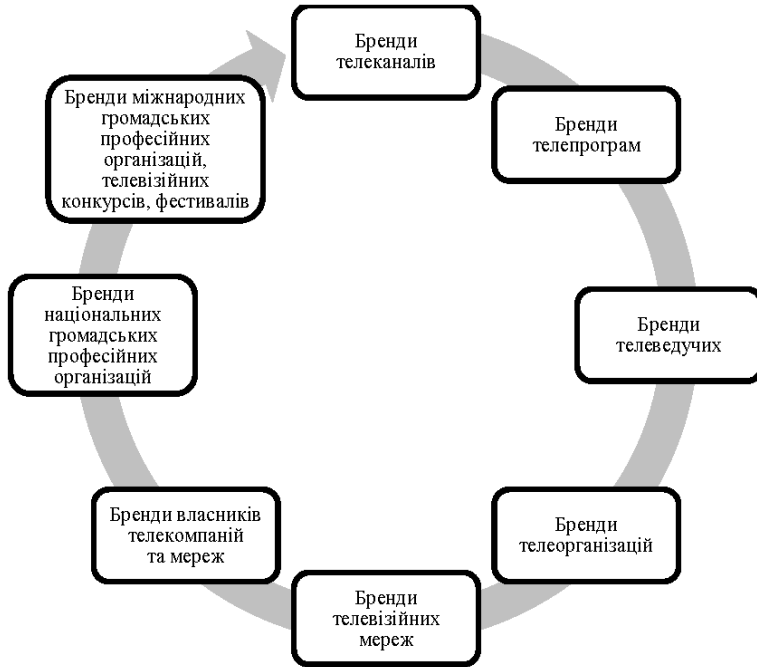 Бренди
телеканалів
Бренди
телепрограм
Бренди
телеведучих
Бренди
телеорганізацій
Бренди
телевізійних
мереж
Бренди власників
телекомпаній
та мереж
Бренди
національних
громадських
професійних
організацій
Бренди міжнародних
громадських
професійних
організацій,
телевізійних
конкурсів, фестивалів